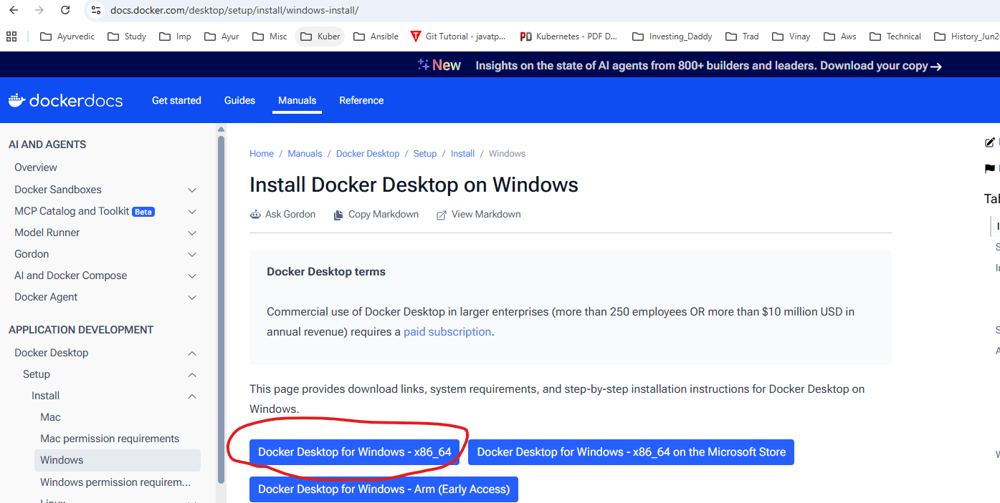 docs.docker.com/desktop/setup/install/windows-install/
Ayurvedic Study Imp Ayur Misc Kuber Ansible Git Tutorial - javatp... Kubernetes - PDF D... Investing_Daddy Trad Vinay Aws Technical History_Jun2
New Insights on the state of AI agents from 800+ builders and leaders. Download your copy →
dockerdocs Get started Guides Manuals Reference
AI AND AGENTS
Overview
Docker Sandboxes
MCP Catalog and Toolkit Beta
Model Runner
Gordon
AI and Docker Compose
Docker Agent
APPLICATION DEVELOPMENT
Docker Desktop
Setup
Install
Mac
Mac permission requirements
Windows
Windows permission requirem...
Linux
Home / Manuals / Docker Desktop / Setup / Install / Windows
Install Docker Desktop on Windows
Ask Gordon Copy Markdown View Markdown
Docker Desktop terms
Commercial use of Docker Desktop in larger enterprises (more than 250 employees OR more than $10 million USD in
annual revenue) requires a paid subscription.
This page provides download links, system requirements, and step-by-step installation instructions for Docker Desktop on
Windows.
Docker Desktop for Windows - x86_64 Docker Desktop for Windows - x86_64 on the Microsoft Store
Docker Desktop for Windows - Arm (Early Access)
Tab